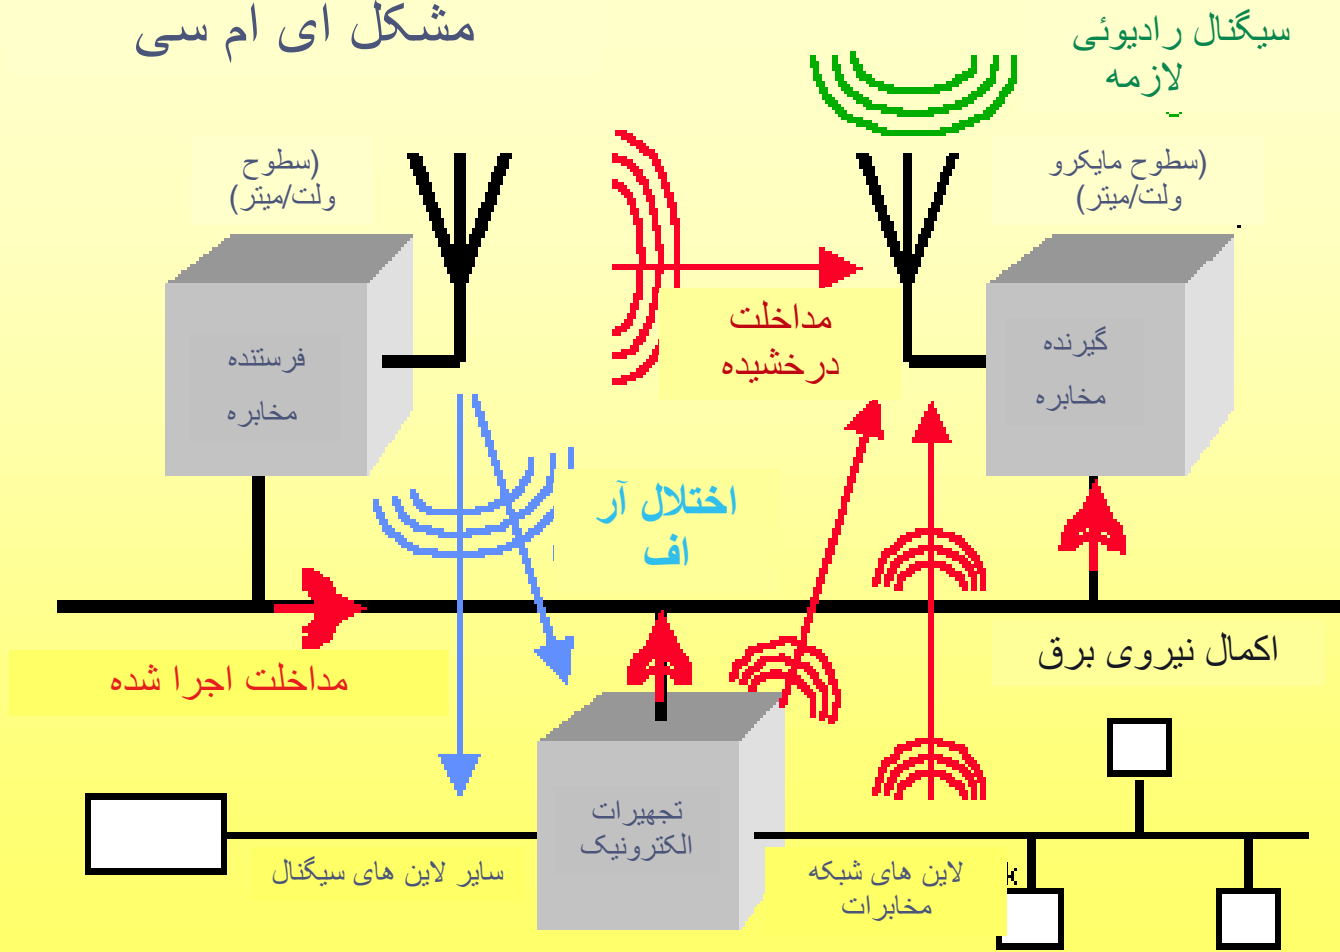 مشکل ای ام سی
سیگنال رادیوئی
لازمه
(سطوح
ولت/میتر)
(سطوح مایکرو
ولت/میتر)
فرستنده
مخابره
مداخلت
درخشیده
گیرنده
مخابره
اختلال آر
اف
مداخلت اجرا شده
اکمال نیروی برق
تجهیرات
الکترونیک
سایر لاین های سیگنال
لاین های شبکه
مخابرات